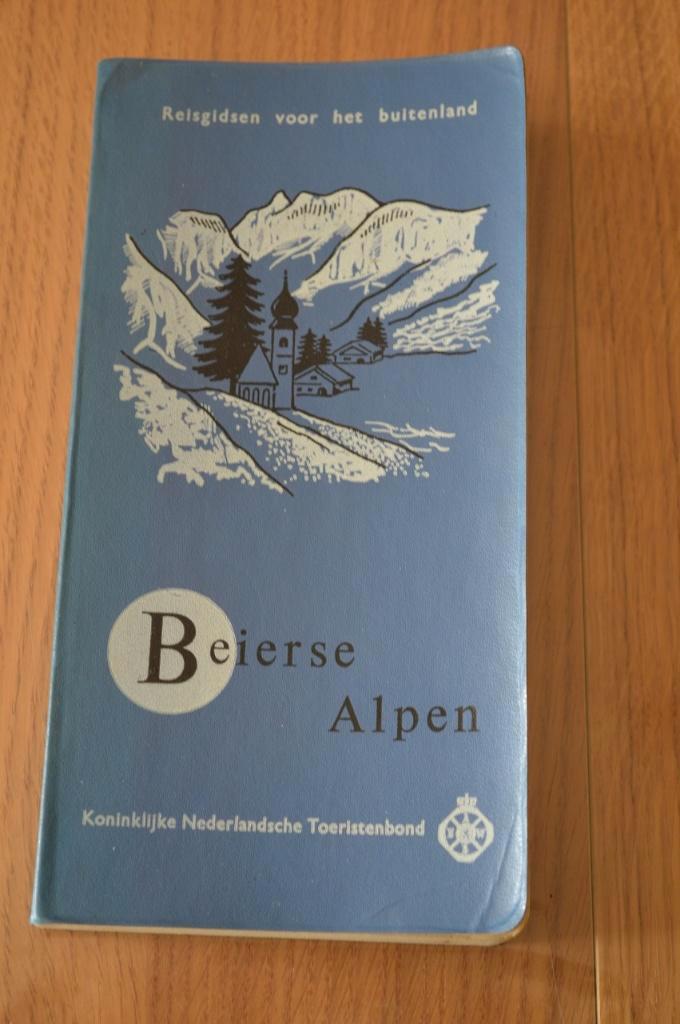 Reisgidsen voor het buitenland
Beierse
Alpen
Koninklijke Nederlandsche Toeristenbond